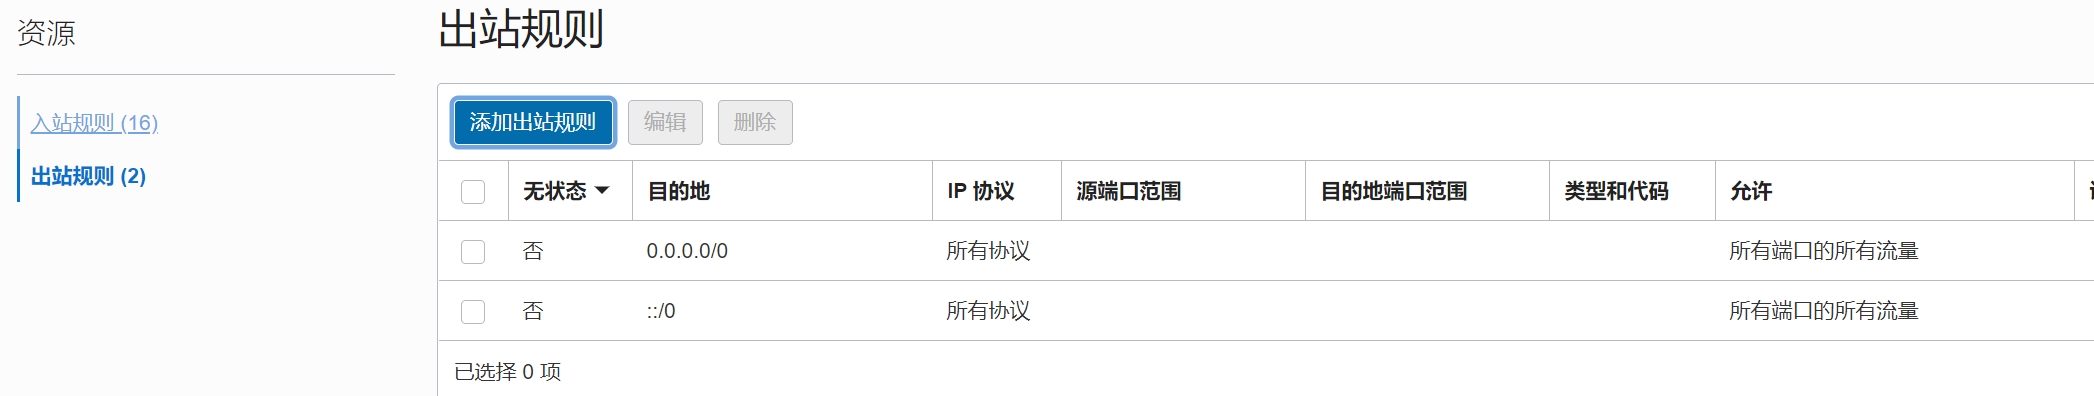 资源
入站规则 (16)
出站规则 (2)
出站规则
添加出站规则 编辑 删除
无状态 目的地 IP 协议 源端口范围 目的地端口范围 类型和代码 允许
否 0.0.0.0/0 所有协议 所有端口的所有流量
否 ::/0 所有协议 所有端口的所有流量
已选择 0 项